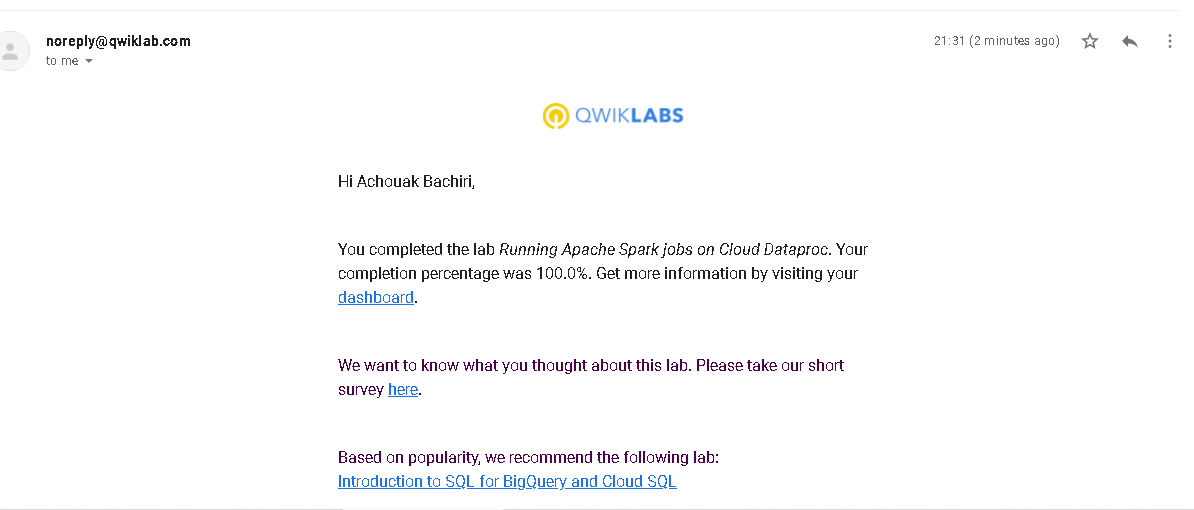 noreply@qwiklab.com
21:31 (2 minutes ago)
to me
QWIKLABS
Hi Achouak Bachiri,
You completed the lab Running Apache Spark jobs on Cloud Dataproc. Your
completion percentage was 100.0%. Get more information by visiting your
dashboard.
We want to know what you thought about this lab. Please take our short
survey here.
Based on popularity, we recommend the following lab:
Introduction to SQL for BigQuery and Cloud SQL